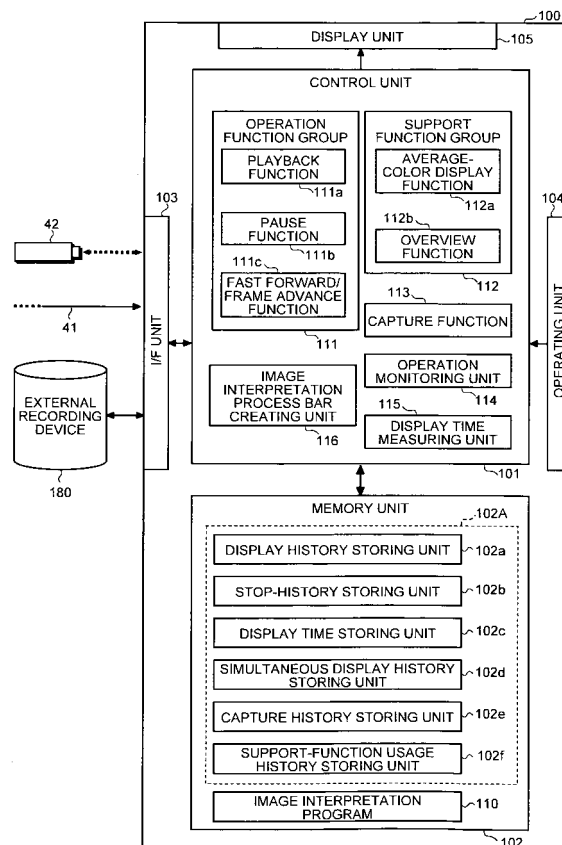 100
DISPLAY UNIT
105
CONTROL UNIT
OPERATION
FUNCTION GROUP
PLAYBACK
FUNCTION
111a
PAUSE
FUNCTION
111b
111c
FAST FORWARD/
FRAME ADVANCE
FUNCTION
111
SUPPORT
FUNCTION GROUP
AVERAGE-
COLOR DISPLAY
FUNCTION
112a
112b
OVERVIEW
FUNCTION
112
113
CAPTURE FUNCTION
OPERATION
MONITORING UNIT
114
115
DISPLAY TIME
MEASURING UNIT
IMAGE
INTERPRETATION
PROCESS BAR
CREATING UNIT
116
101
103
I/F UNIT
104
OPERATING UNIT
42
41
EXTERNAL
RECORDING
DEVICE
180
MEMORY UNIT
102A
DISPLAY HISTORY STORING UNIT
102a
STOP-HISTORY STORING UNIT
102b
DISPLAY TIME STORING UNIT
102c
SIMULTANEOUS DISPLAY HISTORY
STORING UNIT
102d
CAPTURE HISTORY STORING UNIT
102e
SUPPORT-FUNCTION USAGE
HISTORY STORING UNIT
102f
IMAGE INTERPRETATION
PROGRAM
110
102